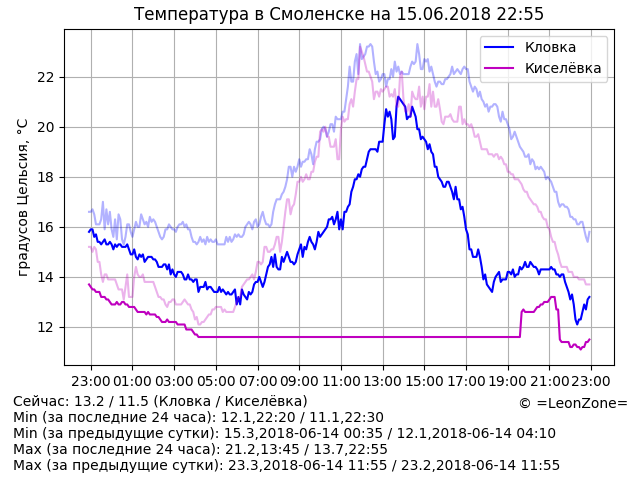 Температура в Смоленске на 15.06.2018 22:55
Кловка
Киселёвка
градусов Цельсия, °C
22
20
18
16
14
12
23:00 01:00 03:00 05:00 07:00 09:00 11:00 13:00 15:00 17:00 19:00 21:00 23:00
Сейчас: 13.2 / 11.5 (Кловка / Киселёвка)
© =LeonZone=
Min (за последние 24 часа): 12.1,22:20 / 11.1,22:30
Min (за предыдущие сутки): 15.3,2018-06-14 00:35 / 12.1,2018-06-14 04:10
Max (за последние 24 часа): 21.2,13:45 / 13.7,22:55
Max (за предыдущие сутки): 23.3,2018-06-14 11:55 / 23.2,2018-06-14 11:55